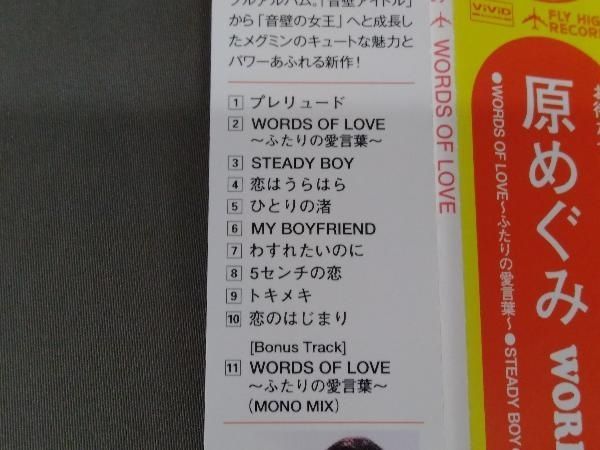 フルアルバム。「音壁アイドル」
から「音壁の女王」へと成長し
たメグミンのキュートな魅力と
パワーあふれる新作!
1 プレリュード
2 WORDS OF LOVE
〜ふたりの愛言葉〜
3 STEADY BOY
4 恋はうらはら
5 ひとりの渚
6 MY BOYFRIEND
7 わすれたいのに
8 5センチの恋
9 トキメキ
10 恋のはじまり
[Bonus Track]
11 WORDS OF LOVE
〜ふたりの愛言葉〜
(MONO MIX)
WORDS OF LOVE
ViViD
FLY HIGH
RECORD
原めぐみ WOR
●WORDS OF LOVE〜ふたりの愛言葉〜 ●STEADY BOY